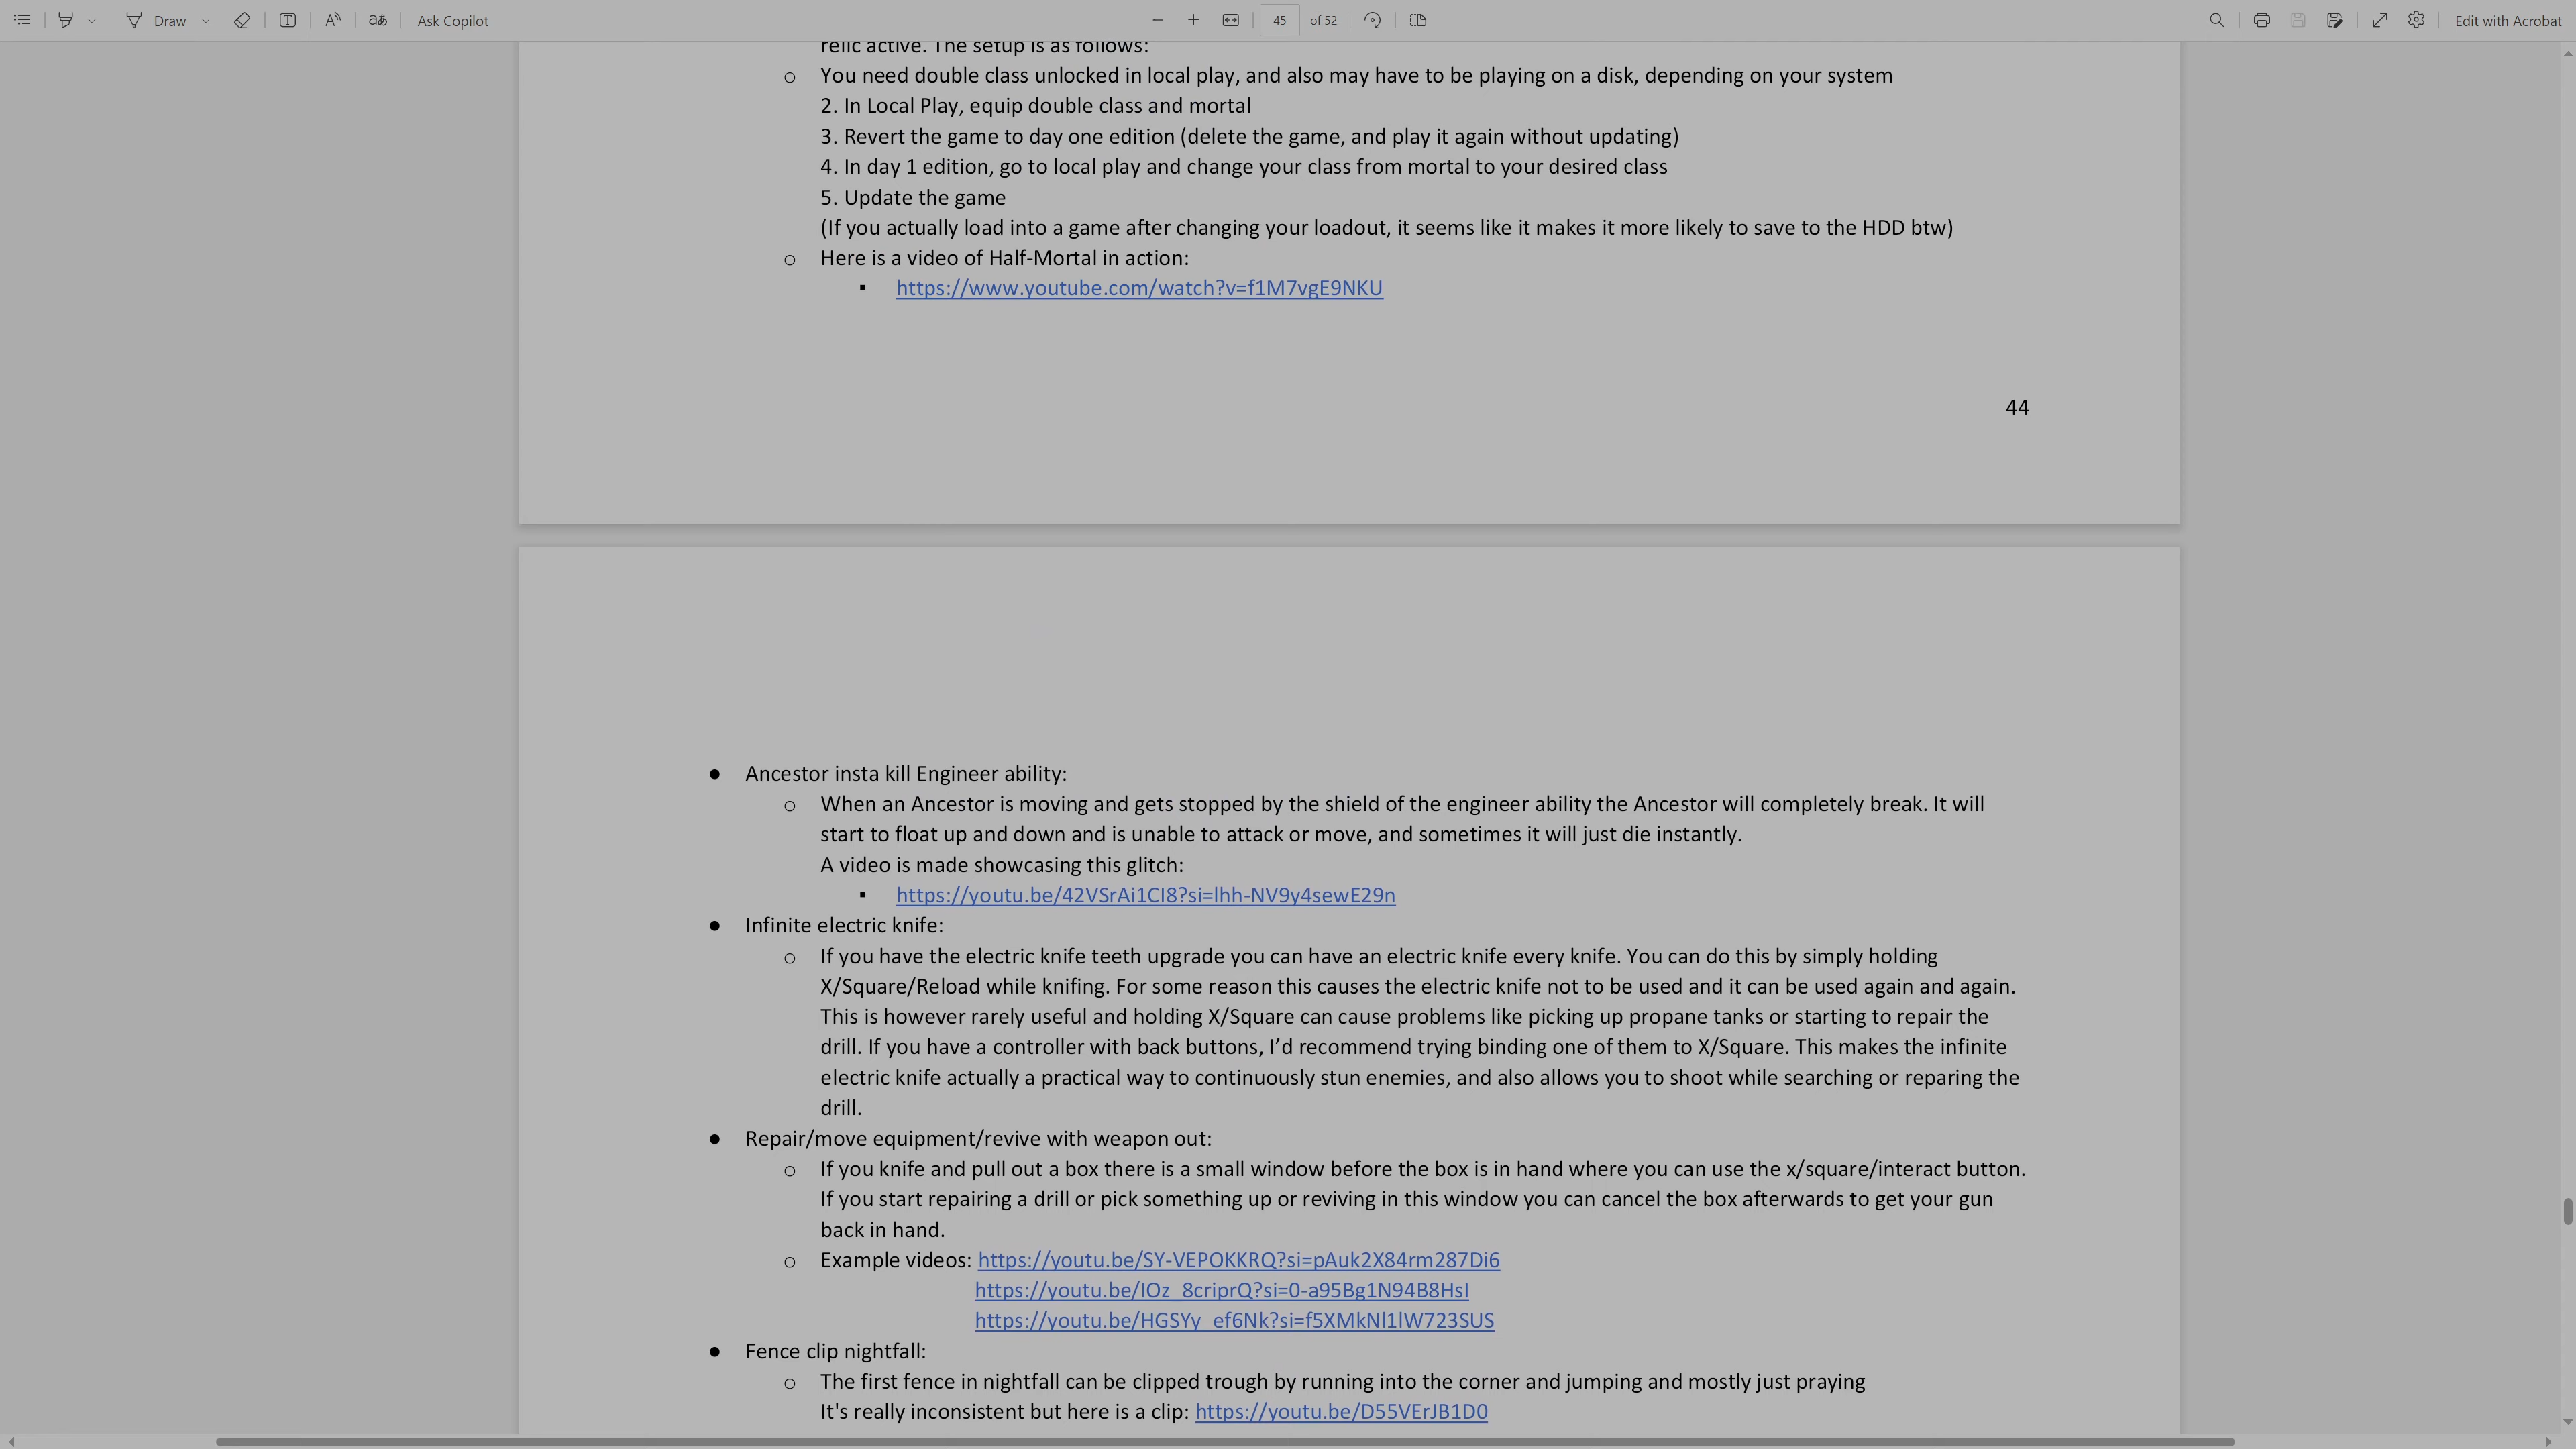 Draw
Ask Copilot
45 of 52
Edit with Acrobat
relic active. The setup is as follows:
○ You need double class unlocked in local play, and also may have to be playing on a disk, depending on your system
2. In Local Play, equip double class and mortal
3. Revert the game to day one edition (delete the game, and play it again without updating)
4. In day 1 edition, go to local play and change your class from mortal to your desired class
5. Update the game
(If you actually load into a game after changing your loadout, it seems like it makes it more likely to save to the HDD btw)
○ Here is a video of Half-Mortal in action:
▪ https://www.youtube.com/watch?v=f1M7vgE9NKU
44
● Ancestor insta kill Engineer ability:
○ When an Ancestor is moving and gets stopped by the shield of the engineer ability the Ancestor will completely break. It will
start to float up and down and is unable to attack or move, and sometimes it will just die instantly.
A video is made showcasing this glitch:
▪ https://youtu.be/42VSrAi1CI8?si=lhh-NV9y4sewE29n
● Infinite electric knife:
○ If you have the electric knife teeth upgrade you can have an electric knife every knife. You can do this by simply holding
X/Square/Reload while knifing. For some reason this causes the electric knife not to be used and it can be used again and again.
This is however rarely useful and holding X/Square can cause problems like picking up propane tanks or starting to repair the
drill. If you have a controller with back buttons, I’d recommend trying binding one of them to X/Square. This makes the infinite
electric knife actually a practical way to continuously stun enemies, and also allows you to shoot while searching or reparing the
drill.
● Repair/move equipment/revive with weapon out:
○ If you knife and pull out a box there is a small window before the box is in hand where you can use the x/square/interact button.
If you start repairing a drill or pick something up or reviving in this window you can cancel the box afterwards to get your gun
back in hand.
○ Example videos: https://youtu.be/SY-VEPOKKRQ?si=pAuk2X84rm287Di6
https://youtu.be/IOz_8criprQ?si=0-a95Bg1N94B8HsI
https://youtu.be/HGSYy_ef6Nk?si=f5XMkNl1lW723SUS
● Fence clip nightfall:
○ The first fence in nightfall can be clipped trough by running into the corner and jumping and mostly just praying
It's really inconsistent but here is a clip: https://youtu.be/D55VErJB1D0